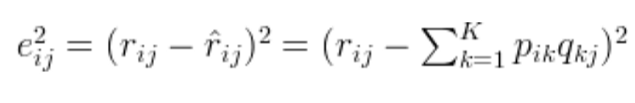 $e_{ij}^2 = (r_{ij} - \hat{r}_{ij})^2 = (r_{ij} - \sum_{k=1}^{K} p_{ik} q_{kj})^2$